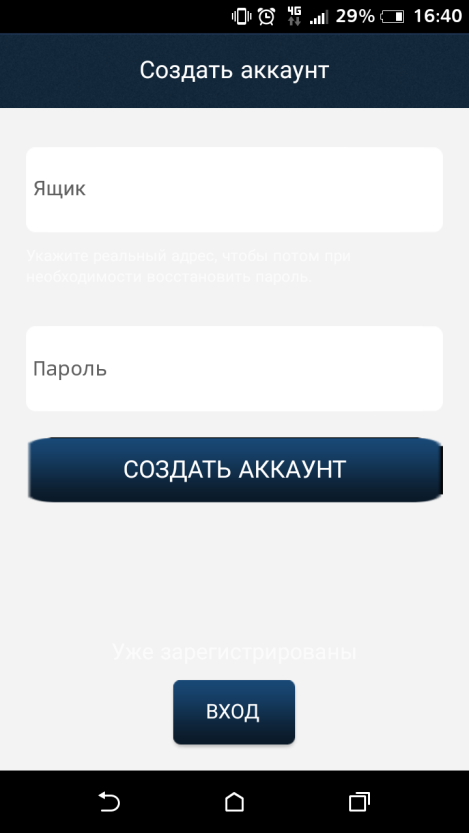 4G 29% 16:40
Создать аккаунт
Ящик
Укажите реальный адрес, чтобы потом при
необходимости восстановить пароль.
Пароль
СОЗДАТЬ АККАУНТ
Уже зарегистрированы
ВХОД